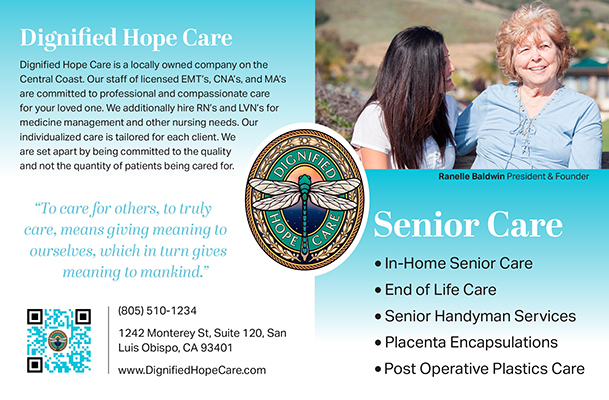 Dignified Hope Care
Dignified Hope Care is a locally owned company on the
Central Coast. Our staff of licensed EMT's, CNA's, and MA's
are committed to professional and compassionate care
for your loved one. We additionally hire RN's and LVN's for
medicine management and other nursing needs. Our
individualized care is tailored for each client. We
are set apart by being committed to the quality
and not the quantity of patients being cared for.
“To care for others, to truly
care, means giving meaning to
ourselves, which in turn gives
meaning to mankind.”
(805) 510-1234
1242 Monterey St, Suite 120, San
Luis Obispo, CA 93401
www.DignifiedHopeCare.com
DIGNIFIED
HOPE CARE
Ranelle Baldwin President & Founder
Senior Care
• In-Home Senior Care
• End of Life Care
• Senior Handyman Services
• Placenta Encapsulations
• Post Operative Plastics Care